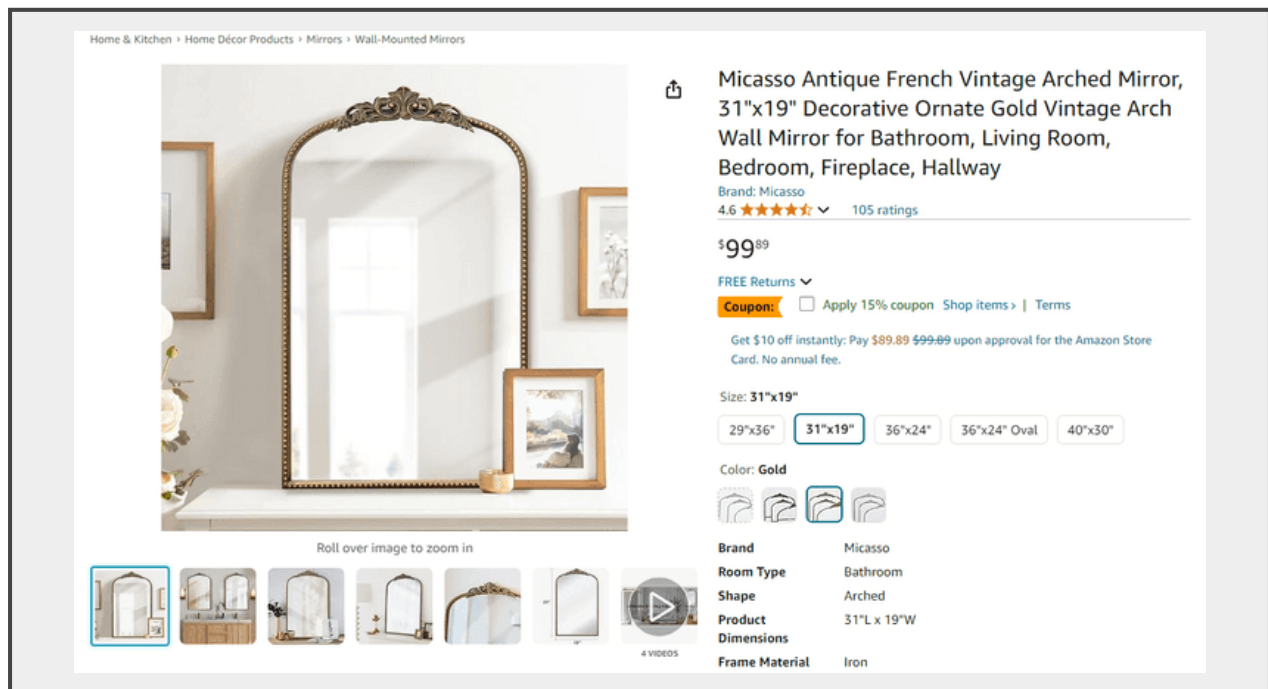 Home & Kitchen › Home Décor Products › Mirrors › Wall-Mounted Mirrors
Micasso Antique French Vintage Arched Mirror,
31"x19" Decorative Ornate Gold Vintage Arch
Wall Mirror for Bathroom, Living Room,
Bedroom, Fireplace, Hallway
Brand: Micasso
4.6 105 ratings
$99 89
FREE Returns
Coupon: Apply 15% coupon Shop items › | Terms
Get $10 off instantly: Pay $89.89 $99.89 upon approval for the Amazon Store
Card. No annual fee.
Size: 31"x19"
29"x36" 31"x19" 36"x24" 36"x24" Oval 40"x30"
Color: Gold
Roll over image to zoom in
4 VIDEOS
Brand Micasso
Room Type Bathroom
Shape Arched
Product 31"L x 19"W
Dimensions
Frame Material Iron